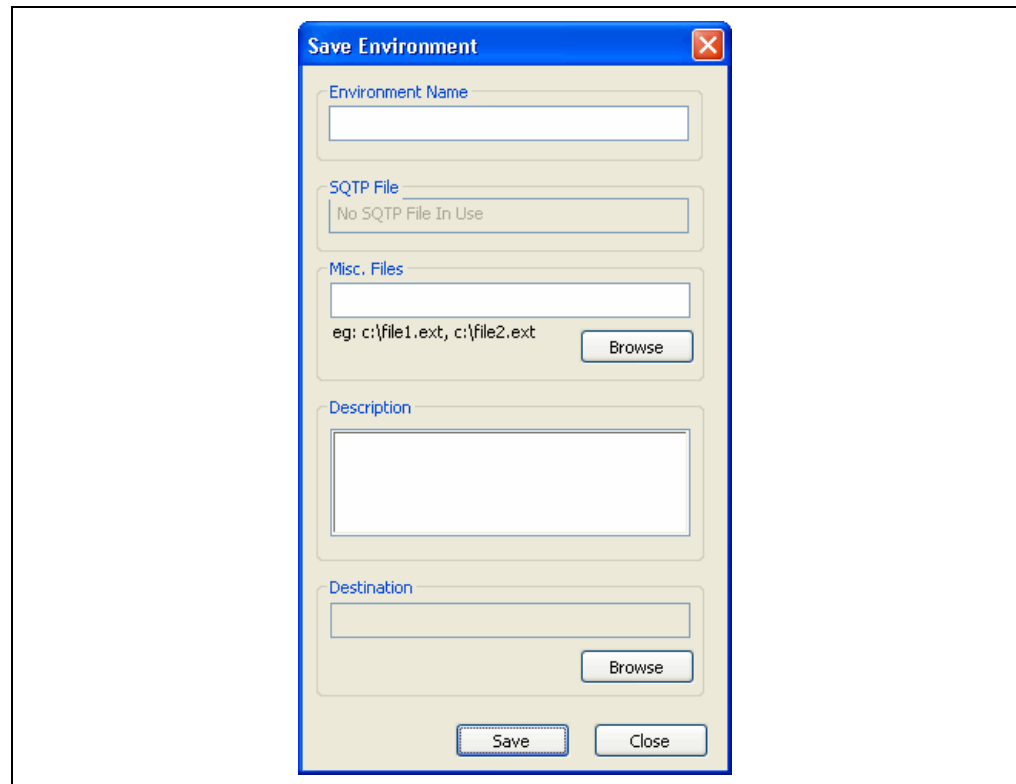 Save Environment
Environment Name
SQTP File
No SQTP File In Use
Misc. Files
eg: c:\file1.ext, c:\file2.ext
Browse
Description
Destination
Browse
Save Close